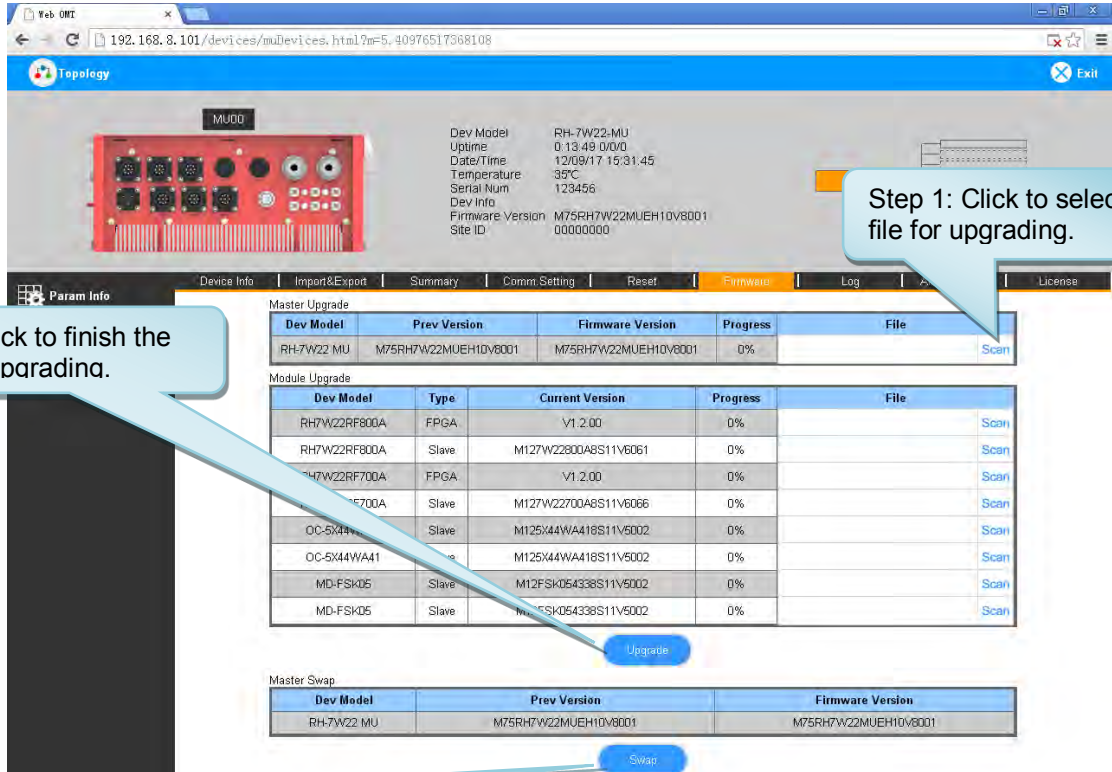 Web OMT
192.168.8.101/devices/muDevices.html?m=5.40976517368108
Topology
Exit
MU00
Dev Model RH-7W22-MU
Uptime 0:13:49 0/0/0
Date/Time 12/09/17 15:31:45
Temperature 35℃
Serial Num 123456
Dev Info
Firmware Version M75RH7W22MUEH10V8001
Site ID 00000000
Step 1: Click to selec
file for upgrading.
Device Info Import&Export Summary Comm.Setting Reset Firmware Log License
Param Info
ck to finish the
pgrading.
Master Upgrade
Dev Model Prev Version Firmware Version Progress File
RH-7W22 MU M75RH7W22MUEH10V8001 M75RH7W22MUEH10V8001 0% Scan
Module Upgrade
Dev Model Type Current Version Progress File
RH7W22RF800A FPGA V1.2.00 0% Scan
RH7W22RF800A Slave M127W22800A8S11V6061 0% Scan
RH7W22RF700A FPGA V1.2.00 0% Scan
700A Slave M127W22700A8S11V6066 0% Scan
OC-5X44W Slave M125X44WA418S11V5002 0% Scan
OC-5X44WA41 M125X44WA418S11V5002 0% Scan
MD-FSK05 Slave M12FSK054338S11V5002 0% Scan
MD-FSK05 Slave FSK054338S11V5002 0% Scan
Upgrade
Master Swap
Dev Model Prev Version Firmware Version
RH-7W22 MU M75RH7W22MUEH10V8001 M75RH7W22MUEH10V8001
Swap